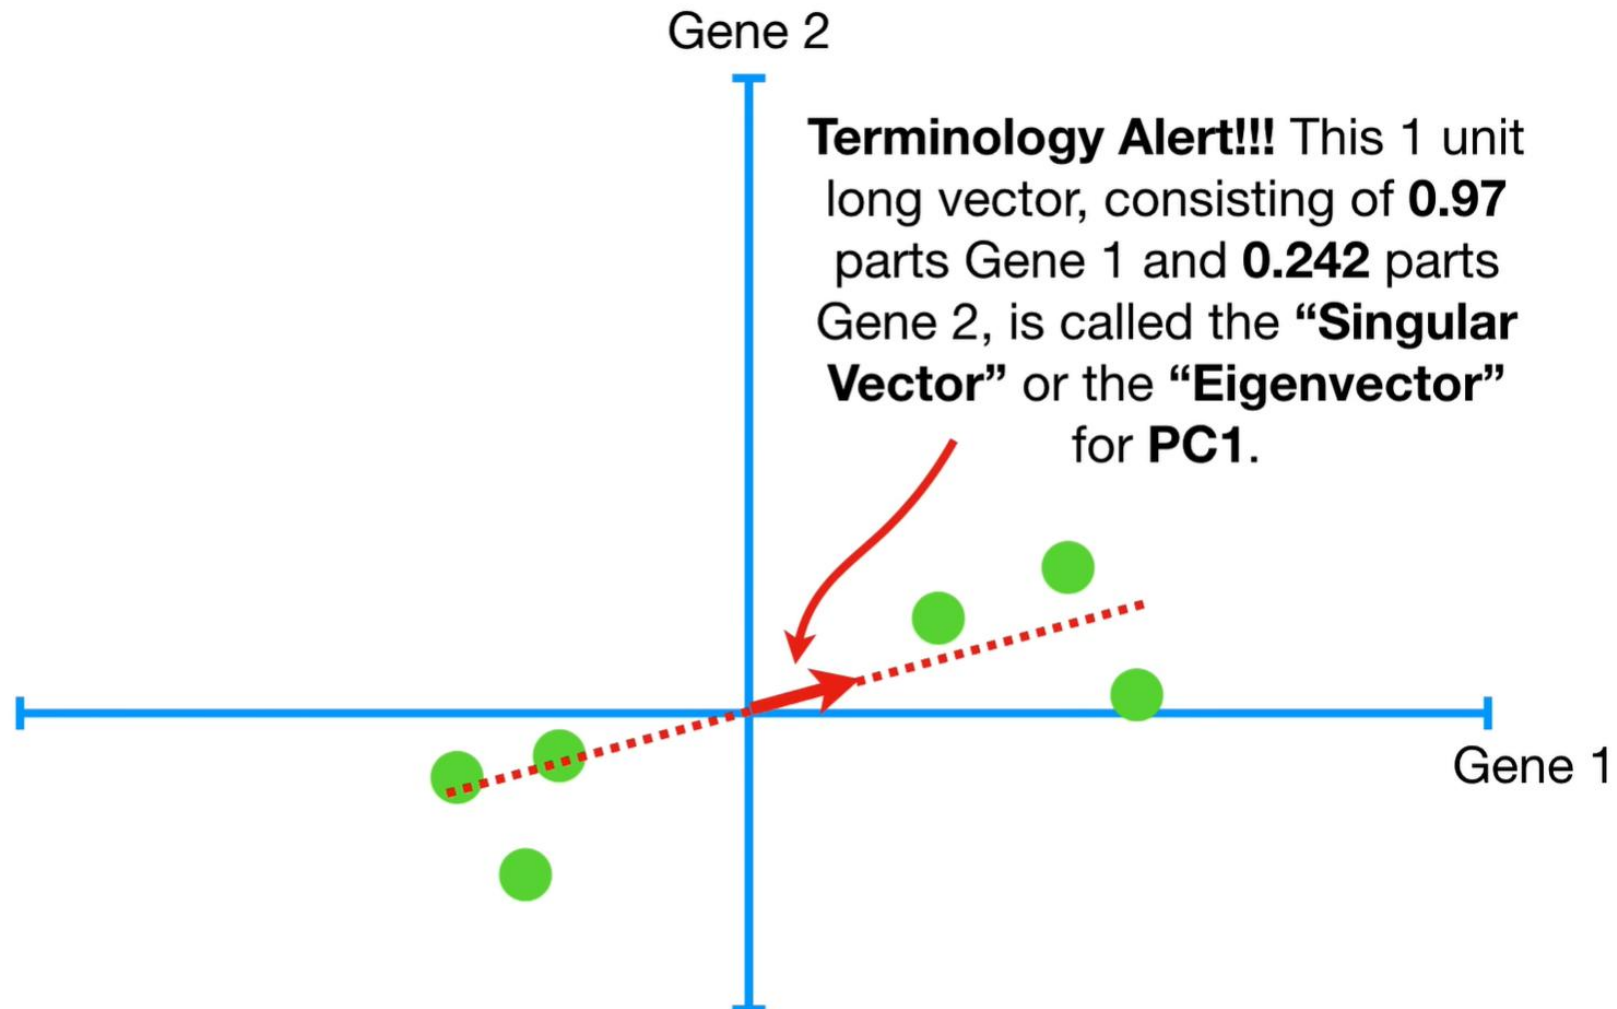 Gene 2
Terminology Alert!!! This 1 unit
long vector, consisting of 0.97
parts Gene 1 and 0.242 parts
Gene 2, is called the “Singular
Vector” or the “Eigenvector”
for PC1.
Gene 1